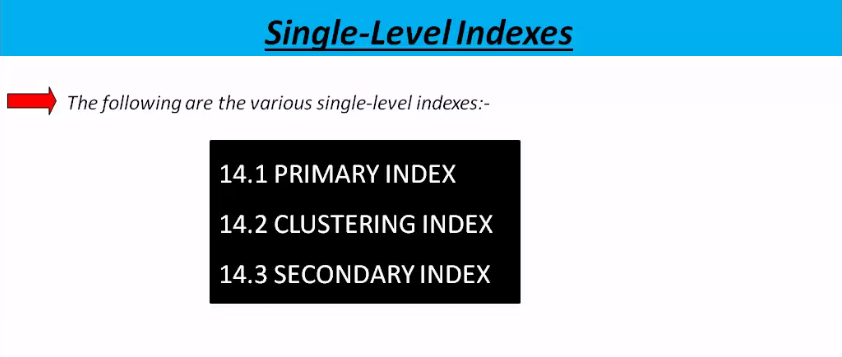 Single-Level Indexes
The following are the various single-level indexes:-
14.1 PRIMARY INDEX
14.2 CLUSTERING INDEX
14.3 SECONDARY INDEX